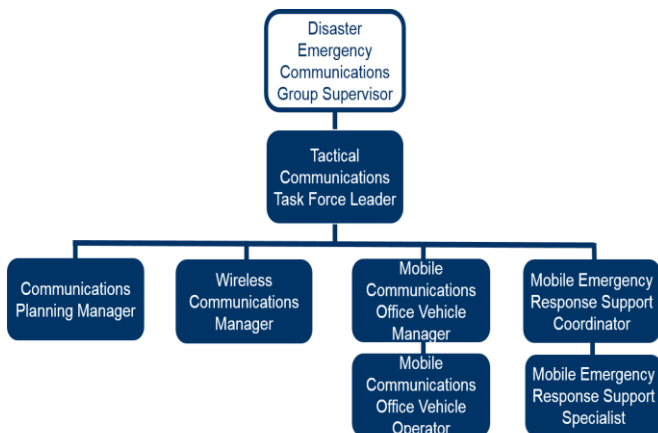 Disaster
Emergency
Communications
Group Supervisor
Tactical
Communications
Task Force Leader
Communications
Planning Manager
Wireless
Communications
Manager
Mobile
Communications
Office Vehicle
Manager
Mobile Emergency
Response Support
Coordinator
Mobile
Communications
Office Vehicle
Operator
Mobile Emergency
Response Support
Specialist